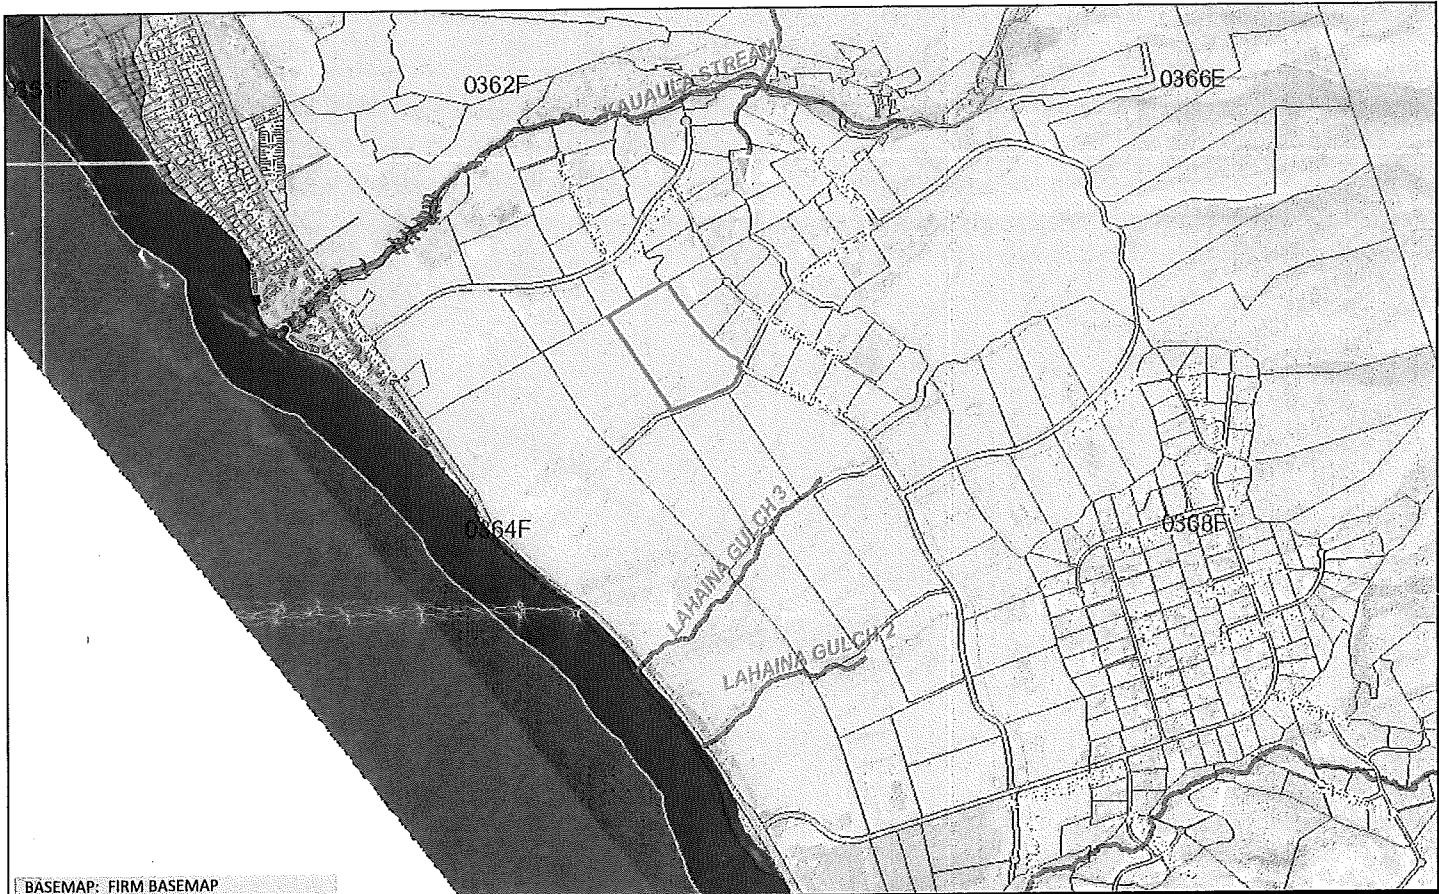 0362F
KAUAULA STREAM
0366E
0364F
LAHAINA GULCH 3
0368F
LAHAINA GULCH 2
BASEMAP: FIRM BASEMAP